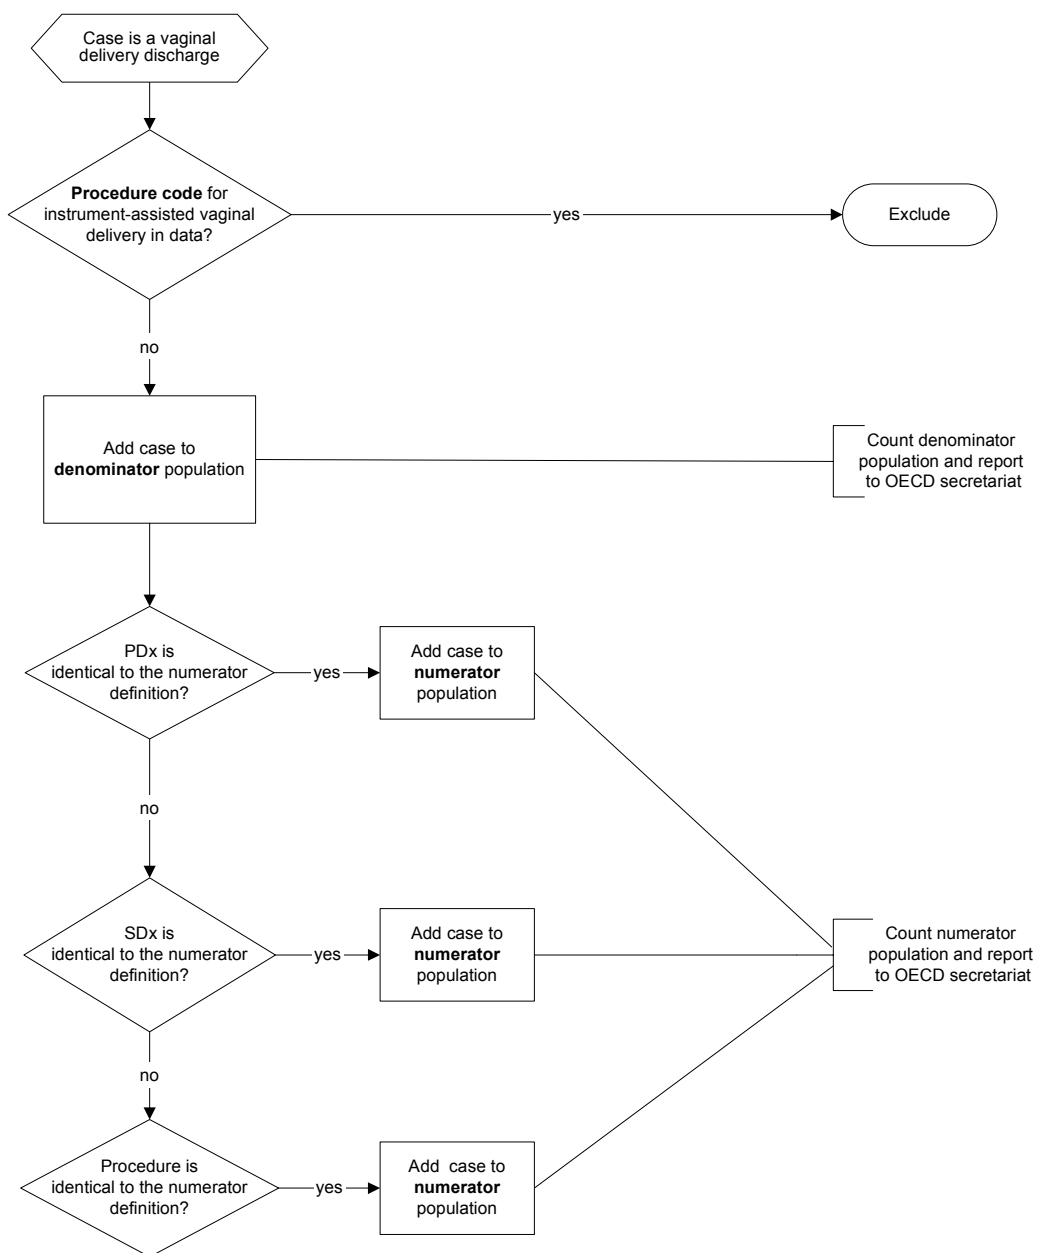 Case is a vaginal
delivery discharge
Procedure code for
instrument-assisted vaginal
delivery in data?
yes
Exclude
no
Add case to
denominator population
Count denominator
population and report
to OECD secretariat
PDx is
identical to the numerator
definition?
yes
Add case to
numerator
population
no
SDx is
identical to the numerator
definition?
yes
Add case to
numerator
population
Count numerator
population and report
to OECD secretariat
no
Procedure is
identical to the numerator
definition?
yes
Add case to
numerator
population